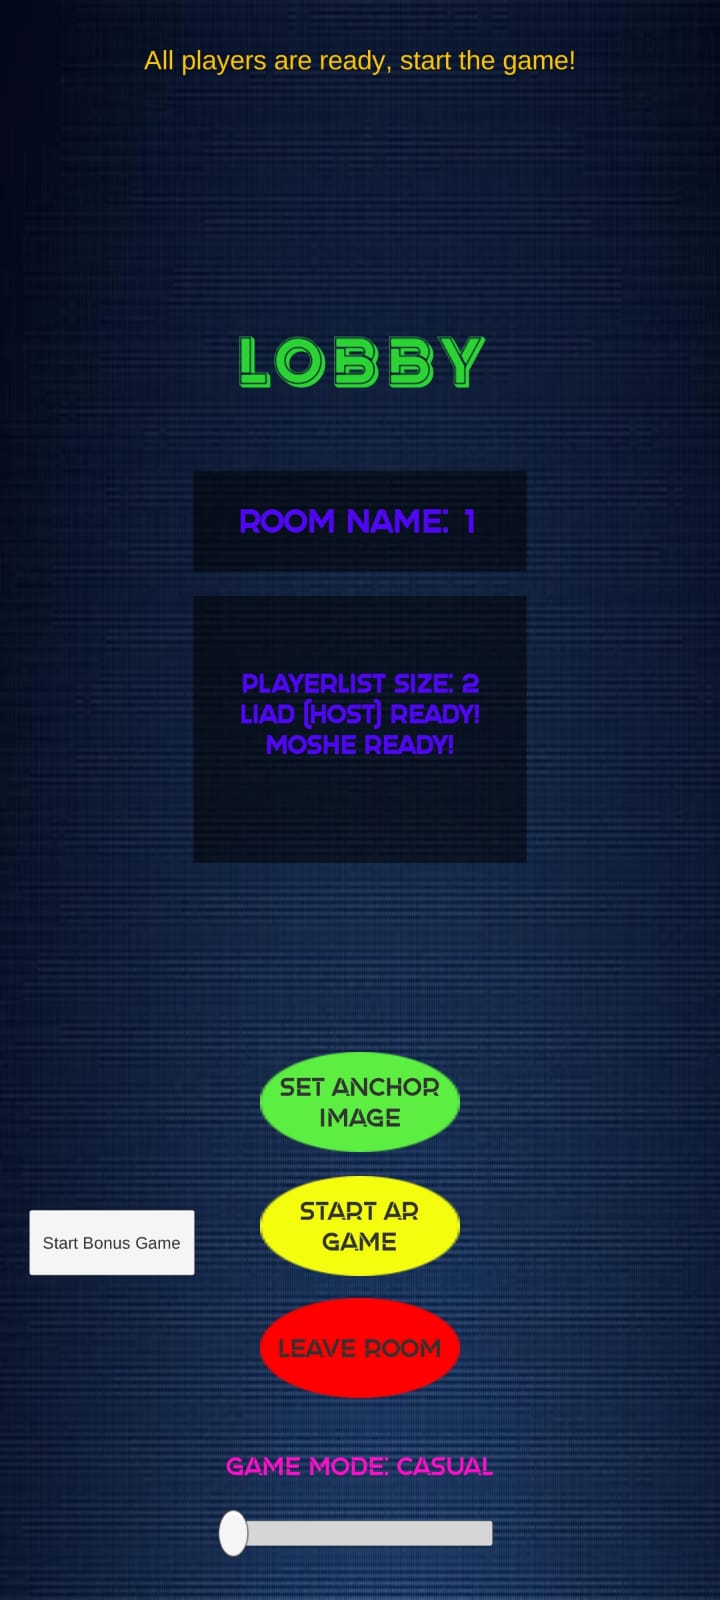 All players are ready, start the game!
LOBBY
ROOM NAME: 1
PLAYERLIST SIZE: 2
LIAD (HOST) READY!
MOSHE READY!
SET ANCHOR
IMAGE
START AR
GAME
Start Bonus Game
LEAVE ROOM
GAME MODE: CASUAL